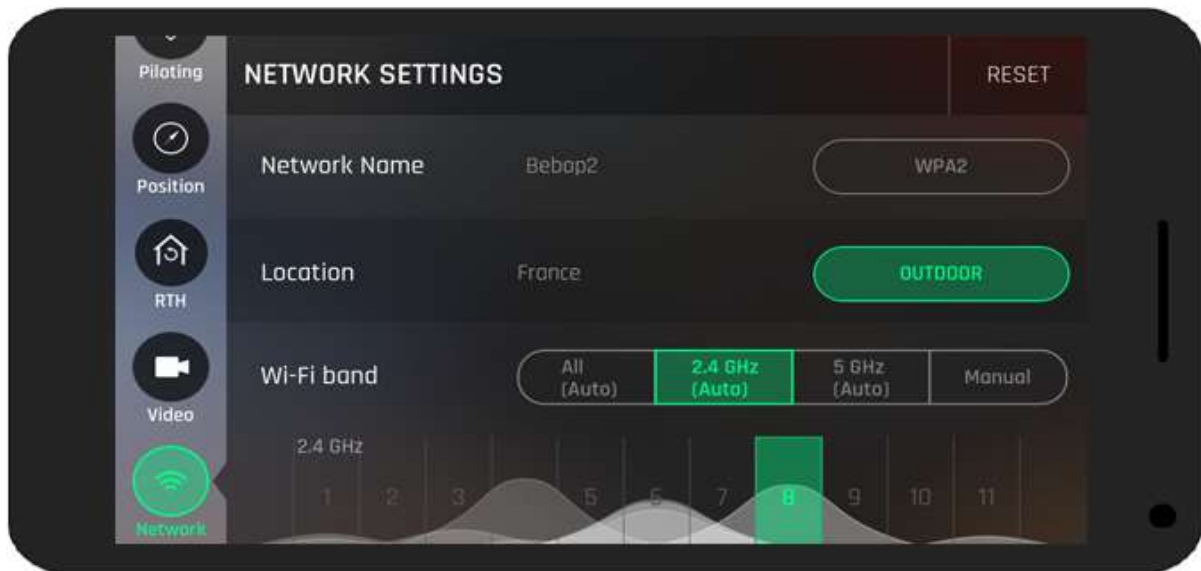 Piloting
NETWORK SETTINGS
RESET
Position
Network Name
Bebop2
WPA2
RTH
Location
France
OUTDOOR
Video
Wi-Fi band
All
(Auto)
2.4 GHz
(Auto)
5 GHz
(Auto)
Manual
Network
2.4 GHz
1 2 3 5 6 7 8 9 10 11